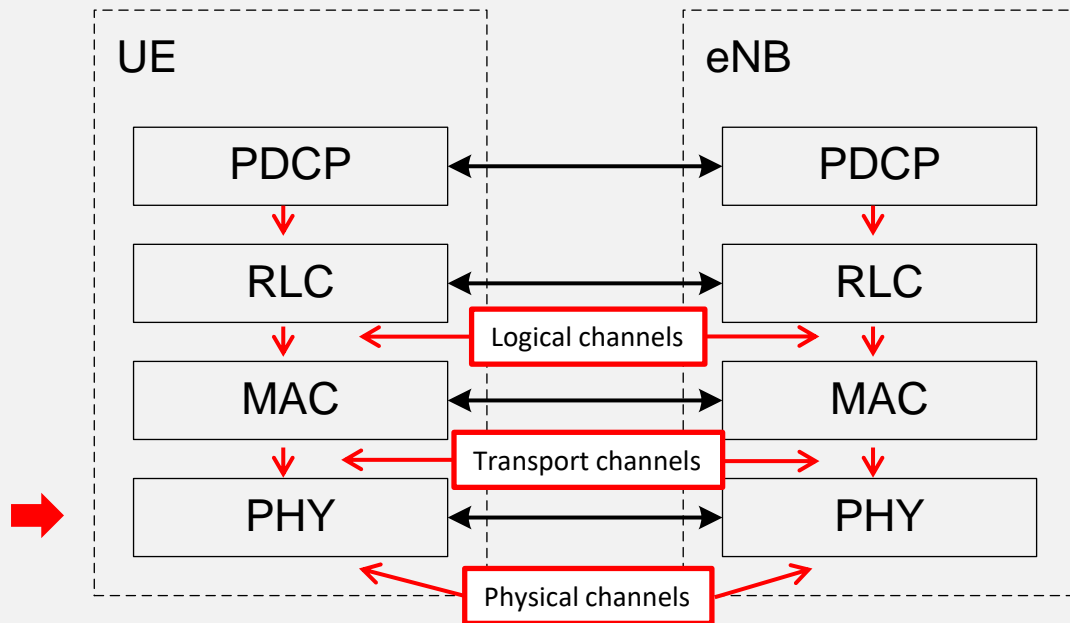 UE
eNB
PDCP
PDCP
RLC
RLC
Logical channels
MAC
MAC
Transport channels
PHY
PHY
Physical channels